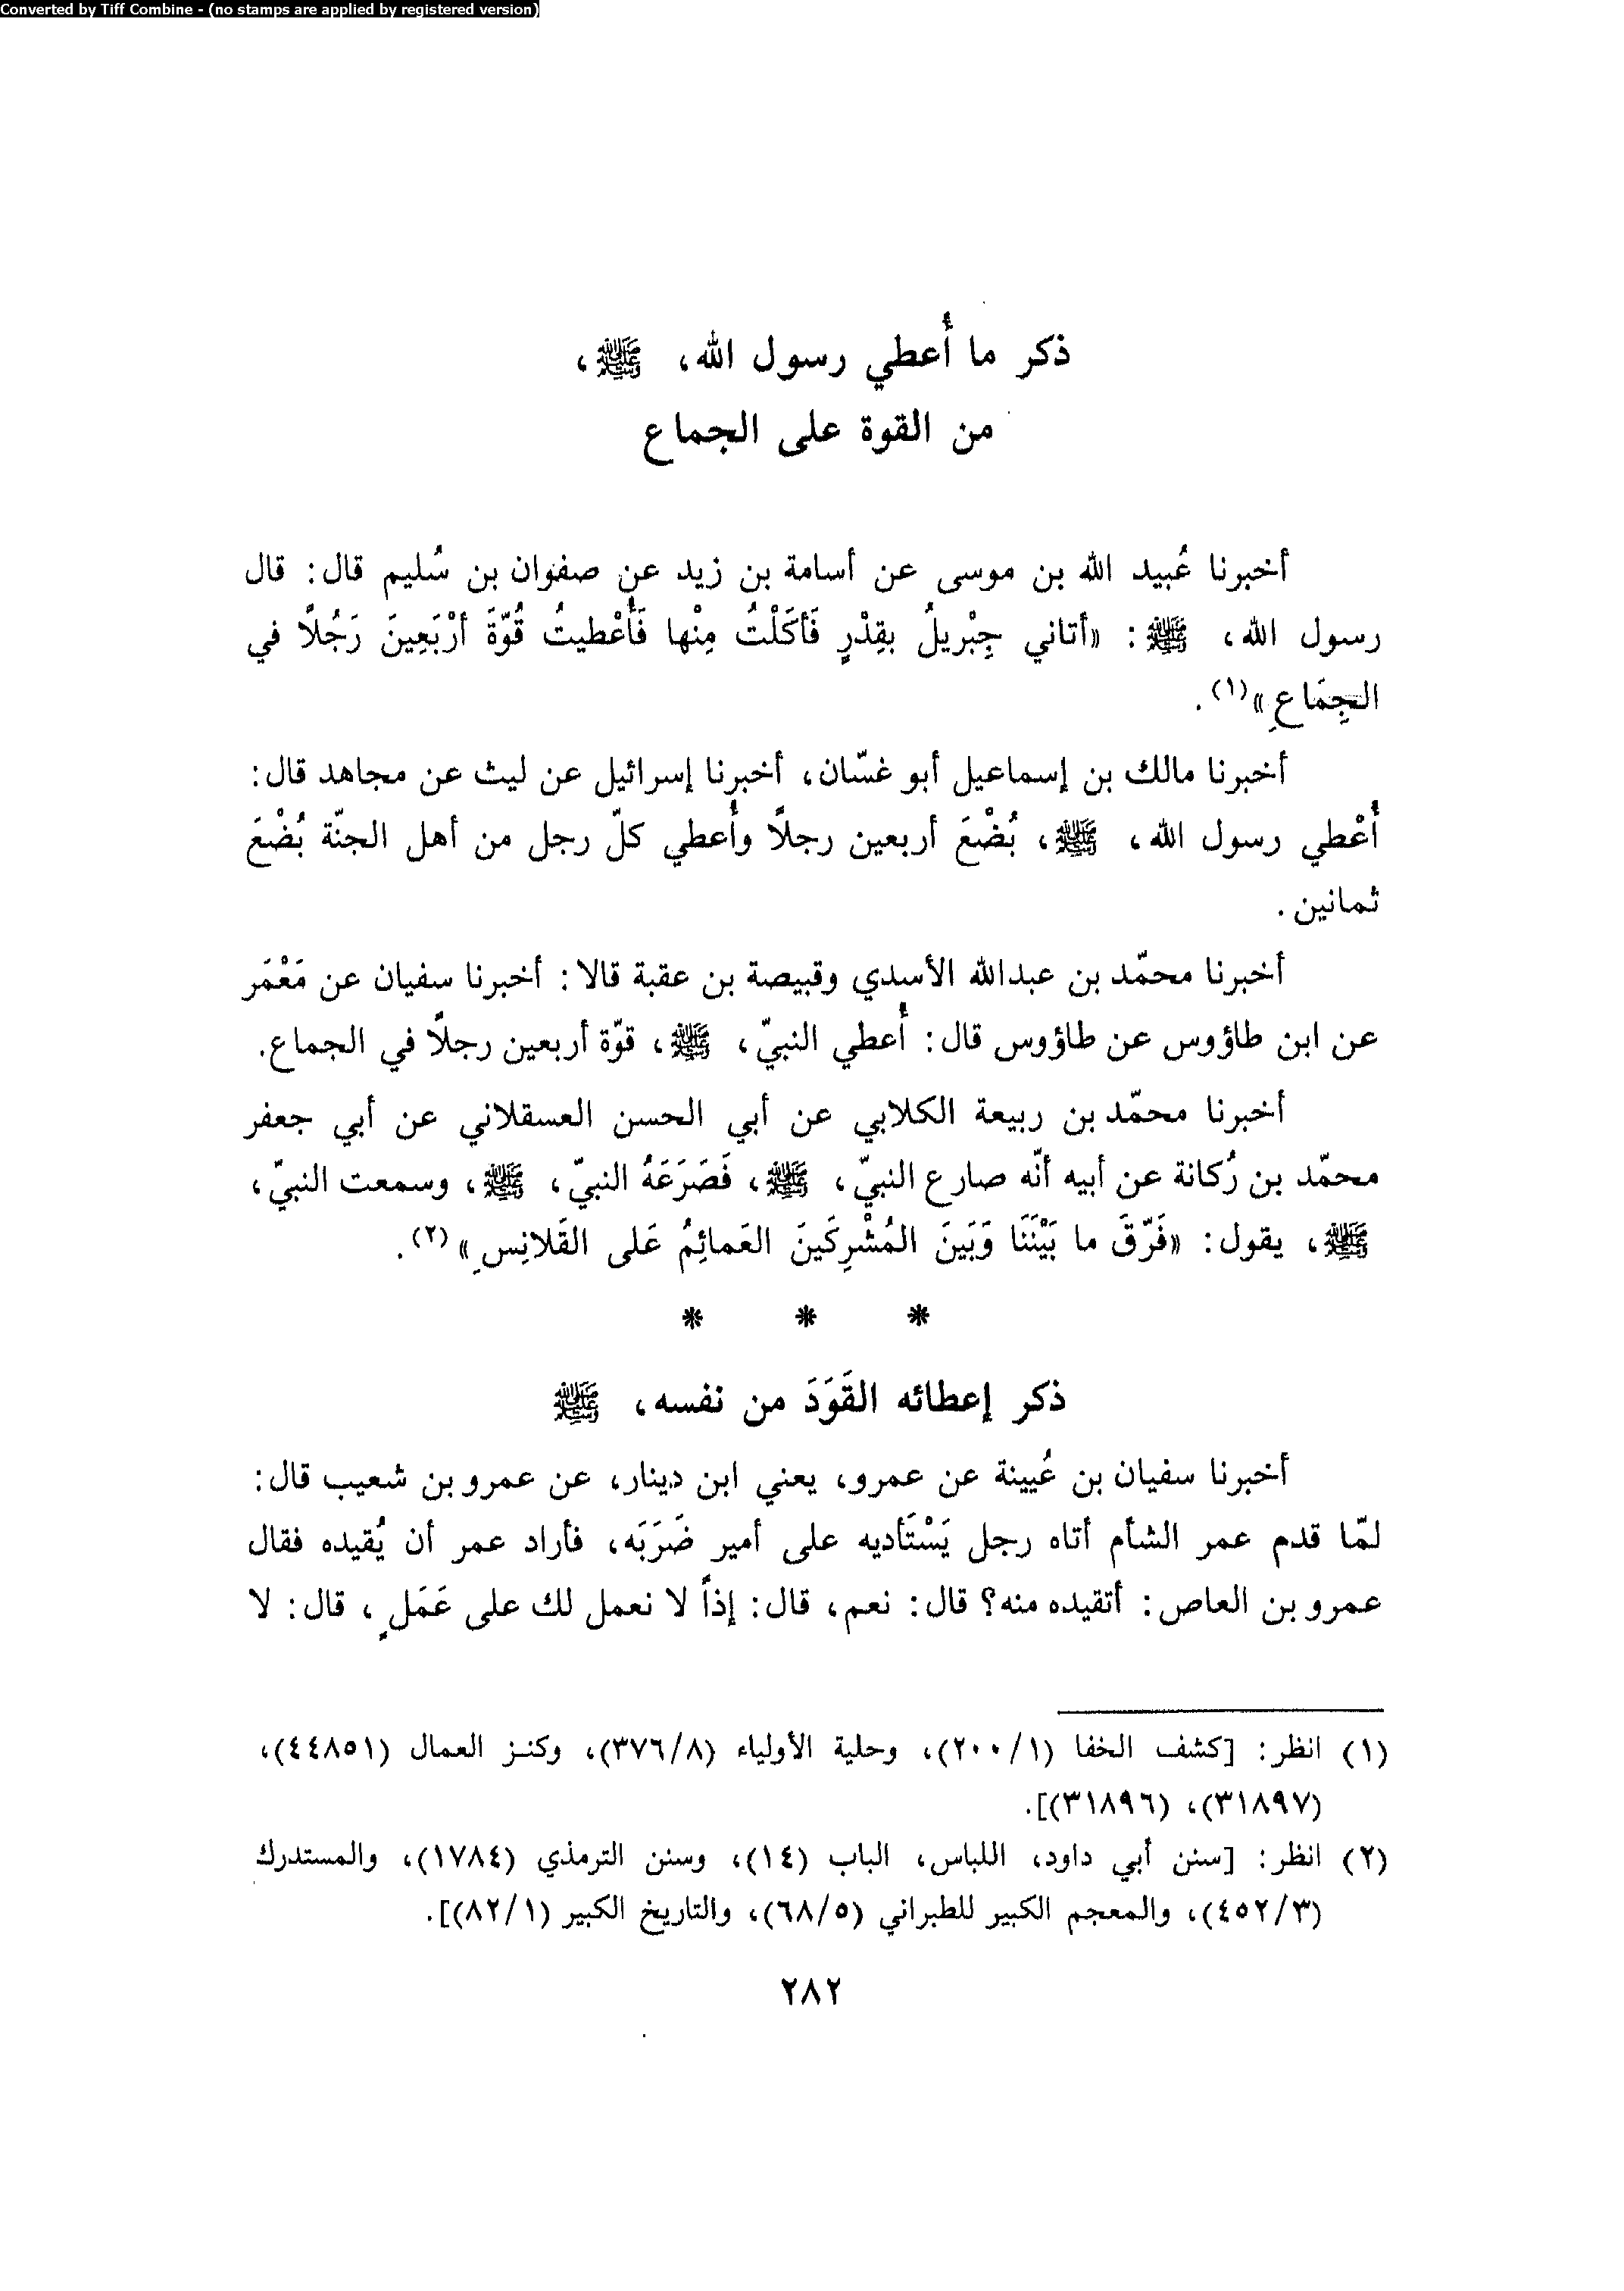 Converted by Tiff Combine - (no stamps are applied by registered version)
ذكر ما أُعطي رسول الله، ﷺ،
من القوة على الجماع
أخبرنا عُبيد الله بن موسى عن أسامة بن زيد عن صفوان بن سُليم قال: قال
رسول الله، ﷺ: «أتاني جِبْريلُ بقِدْرٍ فَأكَلْتُ مِنْها فَأُعْطيتُ قُوّةَ أرْبَعِينَ رَجُلاً في
الجِمَاعِ»(١).
أخبرنا مالك بن إسماعيل أبو غسّان، أخبرنا إسرائيل عن ليث عن مجاهد قال:
أُعْطي رسول الله، ﷺ، بُضْعَ أربعين رجلاً وأُعطي كلّ رجل من أهل الجنّة بُضْعَ
ثمانين.
أخبرنا محمّد بن عبدالله الأسدي وقبيصة بن عقبة قالا: أخبرنا سفيان عن مَعْمَر
عن ابن طاؤوس عن طاؤوس قال: أُعطي النبيّ، ﷺ، قوّة أربعين رجلاً في الجماع.
أخبرنا محمّد بن ربيعة الكلابي عن أبي الحسن العسقلاني عن أبي جعفر
محمّد بن رُكانة عن أبيه أنّه صارع النبيّ، ﷺ، فَصَرَعَهُ النبيّ، ﷺ، وسمعت النبيّ،
ﷺ، يقول: «فَرّقَ ما بَيْنَنَا وَبَينَ المُشْرِكَينَ العَمائِمُ عَلى القَلانِسِ»(٢).
* * *
ذكر إعطائه القَوَدَ من نفسه، ﷺ
أخبرنا سفيان بن عُيينة عن عمرو، يعني ابن دينار، عن عمرو بن شعيب قال:
لمّا قدم عمر الشأم أتاه رجل يَسْتَأديه على أمير ضَرَبَه، فأراد عمر أن يُقيده فقال
عمرو بن العاص: أتقيده منه؟ قال: نعم، قال: إذاً لا نعمل لك على عَمَلٍ، قال: لا
(١) انظر: [كشف الخفا (٢٠٠/١)، وحلية الأولياء (٣٧٦/٨)، وكنز العمال (٤٤٨٥١)،
(٣١٨٩٧)، (٣١٨٩٦)].
(٢) انظر: [سنن أبي داود، اللباس، الباب (١٤)، وسنن الترمذي (١٧٨٤)، والمستدرك
(٤٥٢/٣)، والمعجم الكبير للطبراني (٦٨/٥)، والتاريخ الكبير (٨٢/١)].
٢٨٢